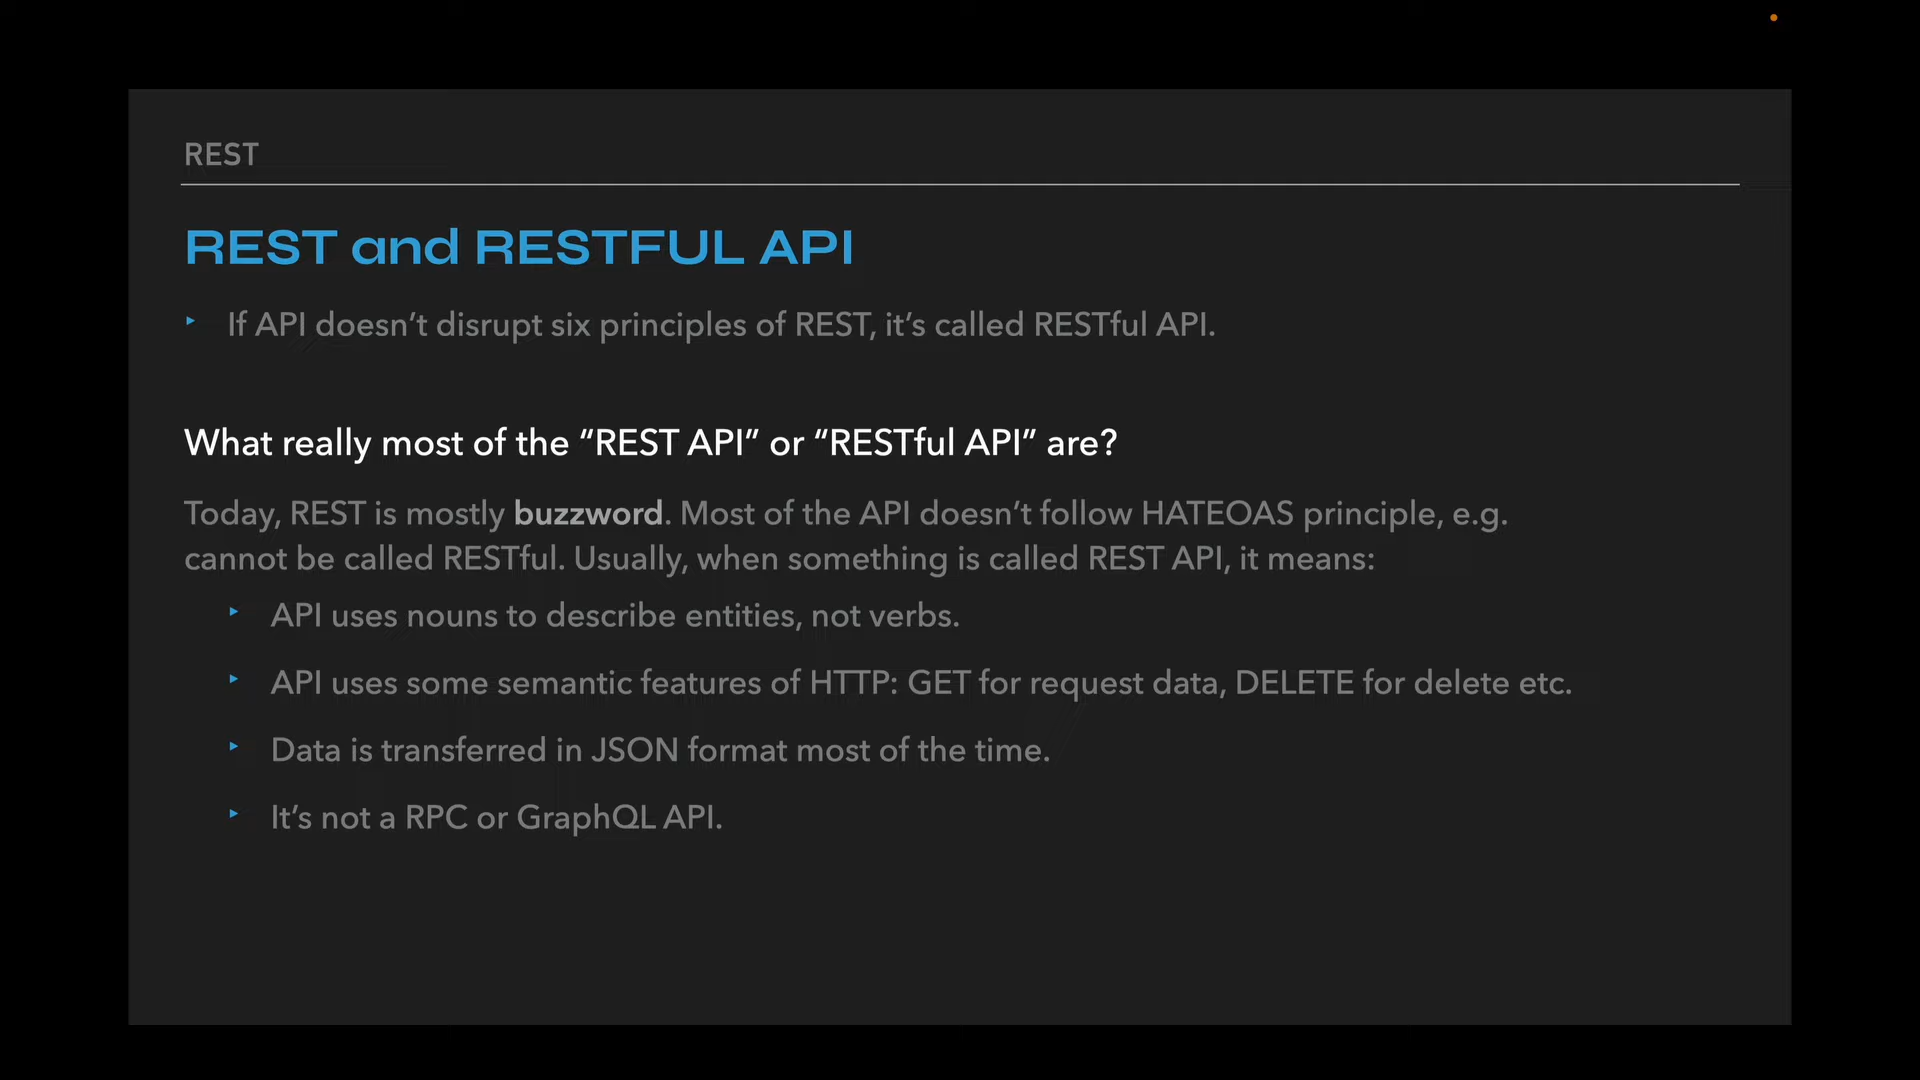 REST
REST and RESTFUL API
‣ If API doesn’t disrupt six principles of REST, it’s called RESTful API.
What really most of the “REST API” or “RESTful API” are?
Today, REST is mostly buzzword. Most of the API doesn’t follow HATEOAS principle, e.g.
cannot be called RESTful. Usually, when something is called REST API, it means:
‣ API uses nouns to describe entities, not verbs.
‣ API uses some semantic features of HTTP: GET for request data, DELETE for delete etc.
‣ Data is transferred in JSON format most of the time.
‣ It’s not a RPC or GraphQL API.